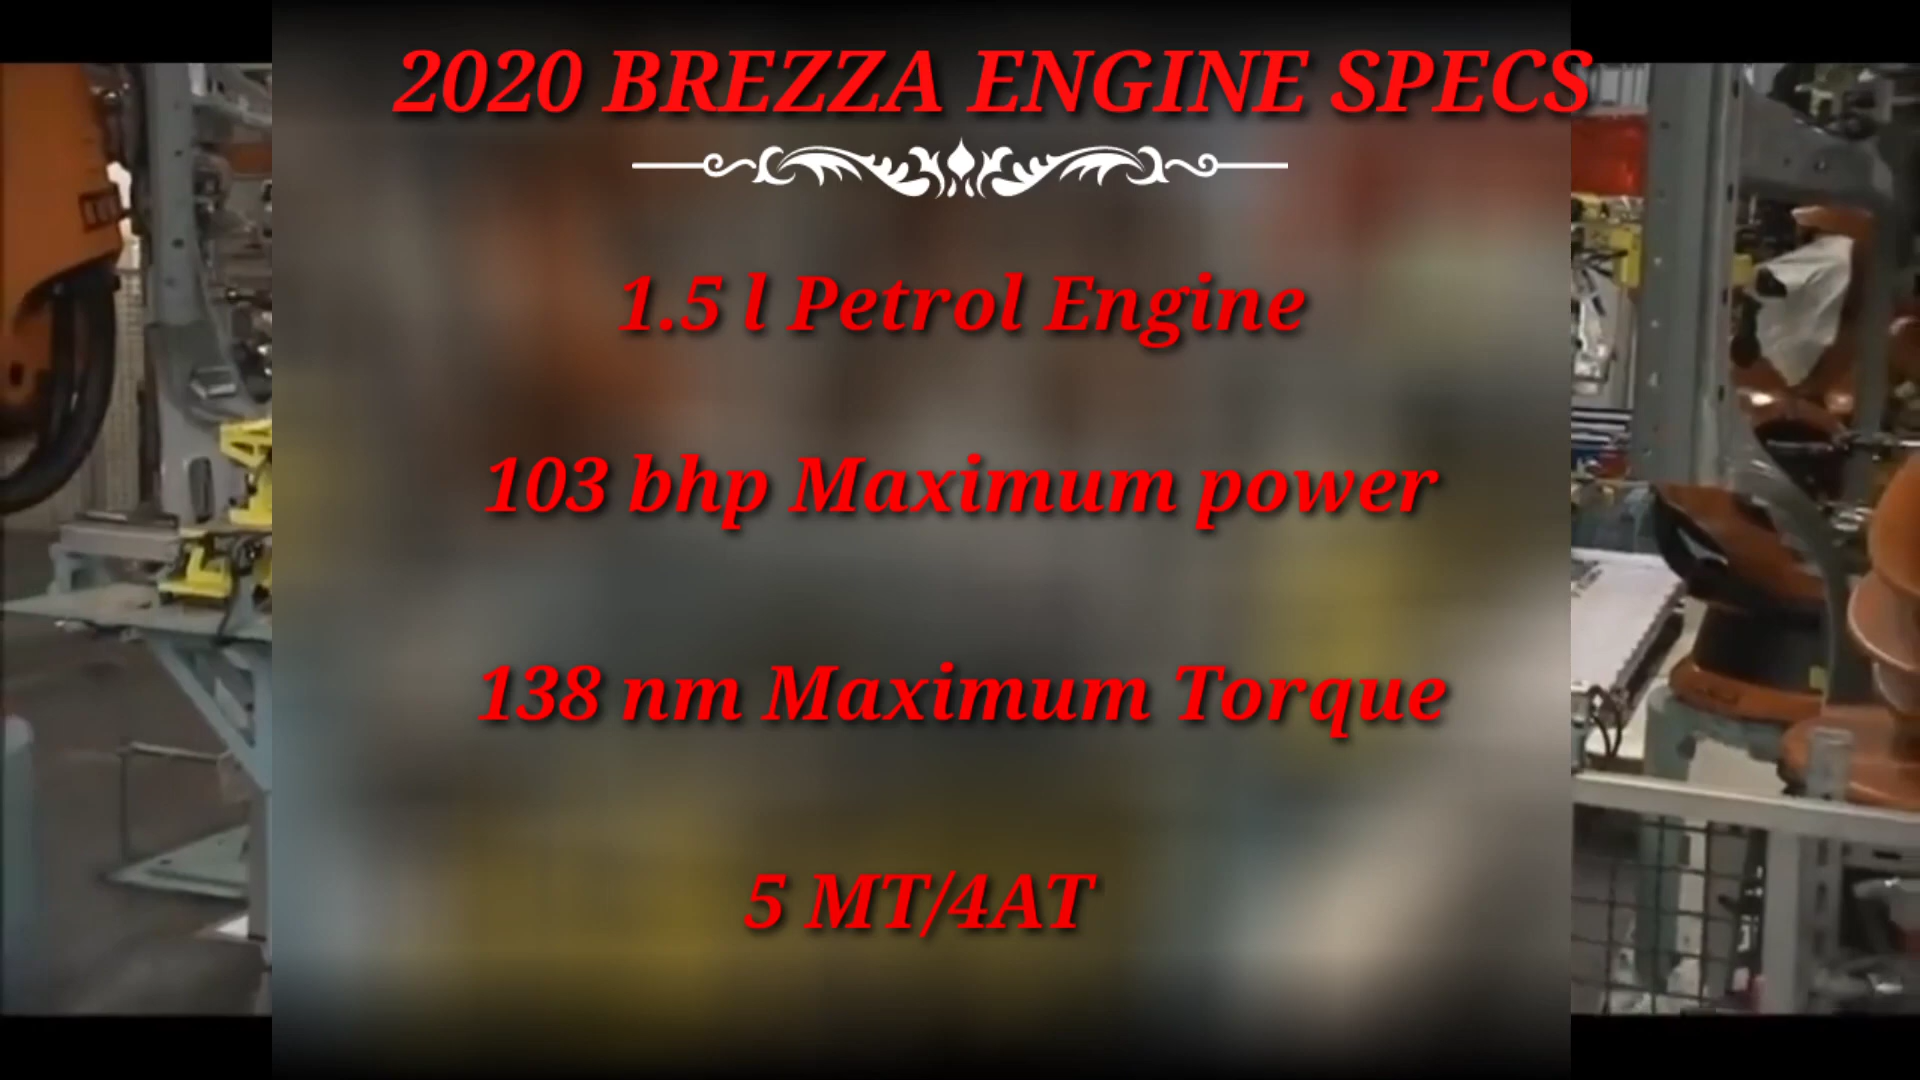 2020 BREZZA ENGINE SPECS
1.5 l Petrol Engine
103 bhp Maximum power
138 nm Maximum Torque
5 MT/4AT